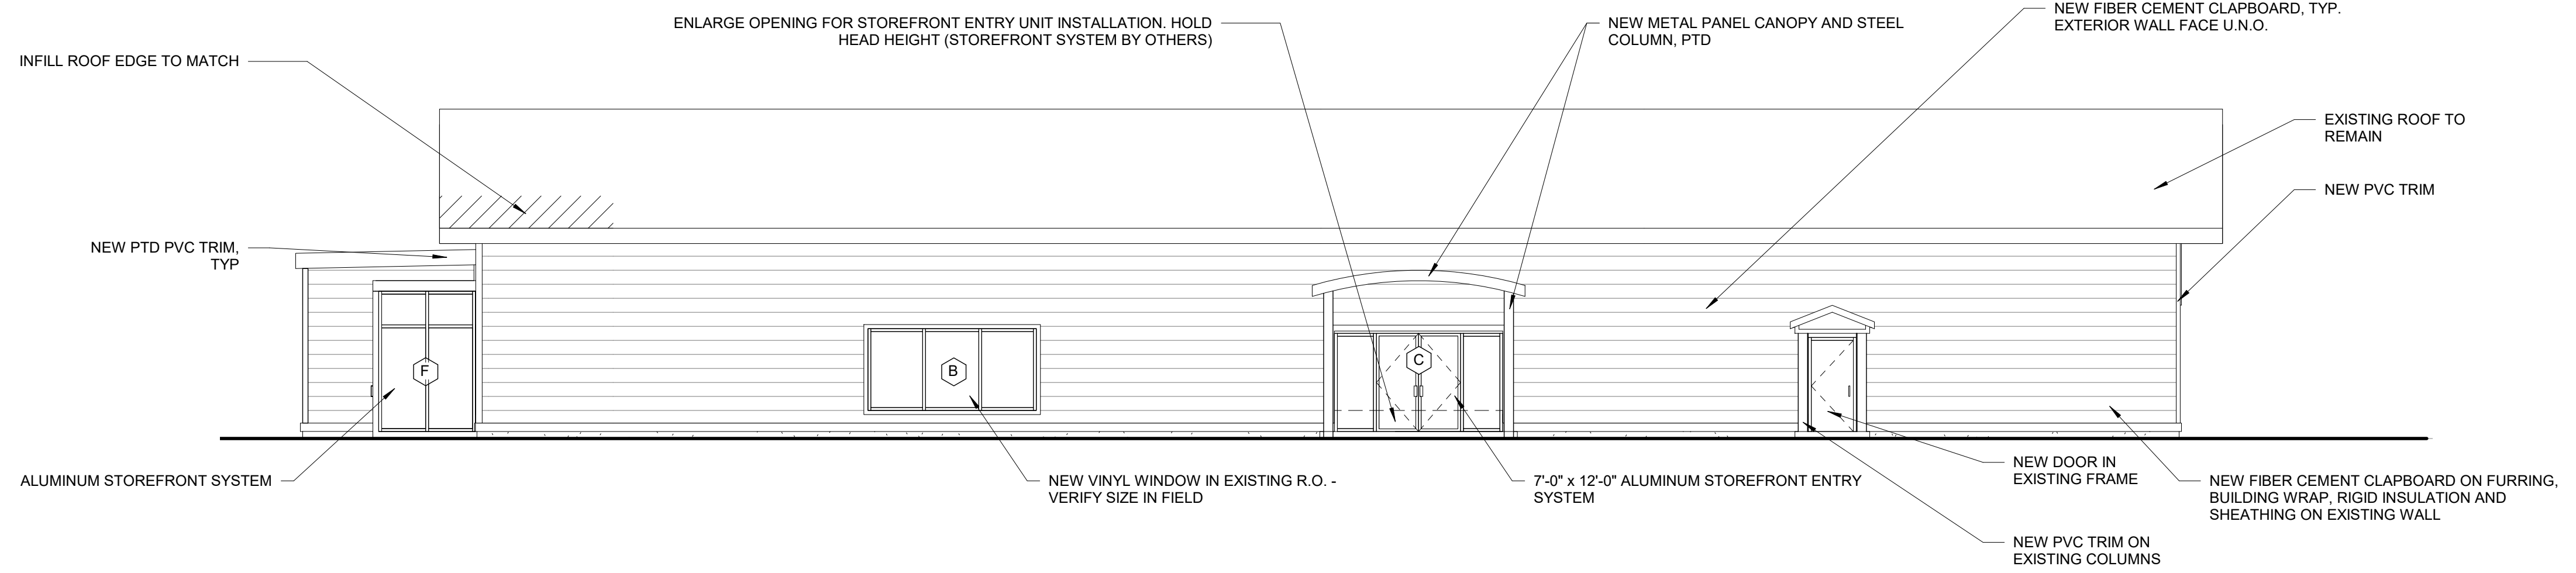 ENLARGE OPENING FOR STOREFRONT ENTRY UNIT INSTALLATION. HOLD
HEAD HEIGHT (STOREFRONT SYSTEM BY OTHERS)
NEW METAL PANEL CANOPY AND STEEL
COLUMN, PTD
NEW FIBER CEMENT CLAPBOARD, TYP.
EXTERIOR WALL FACE U.N.O.
INFILL ROOF EDGE TO MATCH
EXISTING ROOF TO
REMAIN
NEW PVC TRIM
NEW PTD PVC TRIM,
TYP
F
B
C
ALUMINUM STOREFRONT SYSTEM
NEW VINYL WINDOW IN EXISTING R.O. -
VERIFY SIZE IN FIELD
7'-0" x 12'-0" ALUMINUM STOREFRONT ENTRY
SYSTEM
NEW DOOR IN
EXISTING FRAME
NEW FIBER CEMENT CLAPBOARD ON FURRING,
BUILDING WRAP, RIGID INSULATION AND
SHEATHING ON EXISTING WALL
NEW PVC TRIM ON
EXISTING COLUMNS